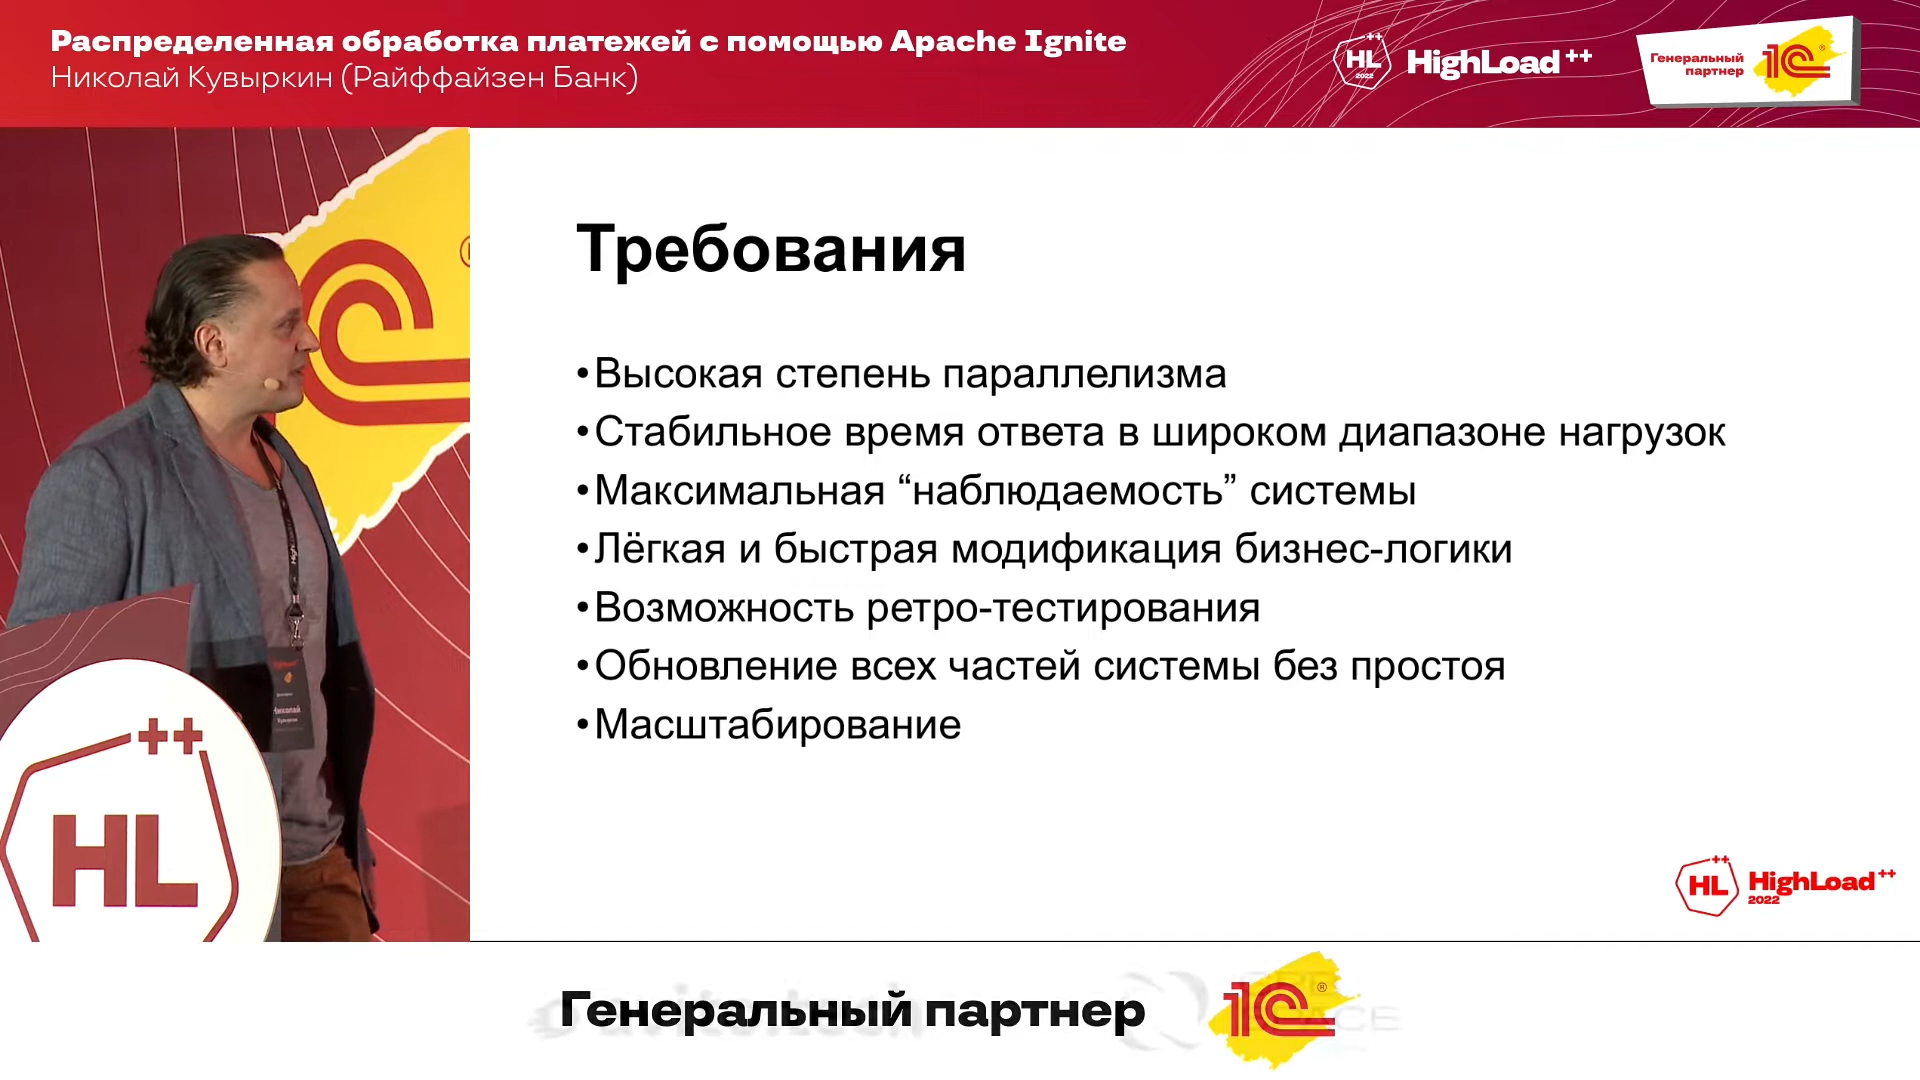 Распределенная обработка платежей с помощью Apache Ignite
Николай Кувыркин (Райффайзен Банк)
HL
++
2022
HighLoad ++
Генеральный
партнер
1С®
Требования
•Высокая степень параллелизма
•Стабильное время ответа в широком диапазоне нагрузок
•Максимальная “наблюдаемость” системы
•Лёгкая и быстрая модификация бизнес-логики
•Возможность ретро-тестирования
•Обновление всех частей системы без простоя
•Масштабирование
Николай
++
HL
++
HL
HighLoad ++
2022
Генеральный партнер
1С®